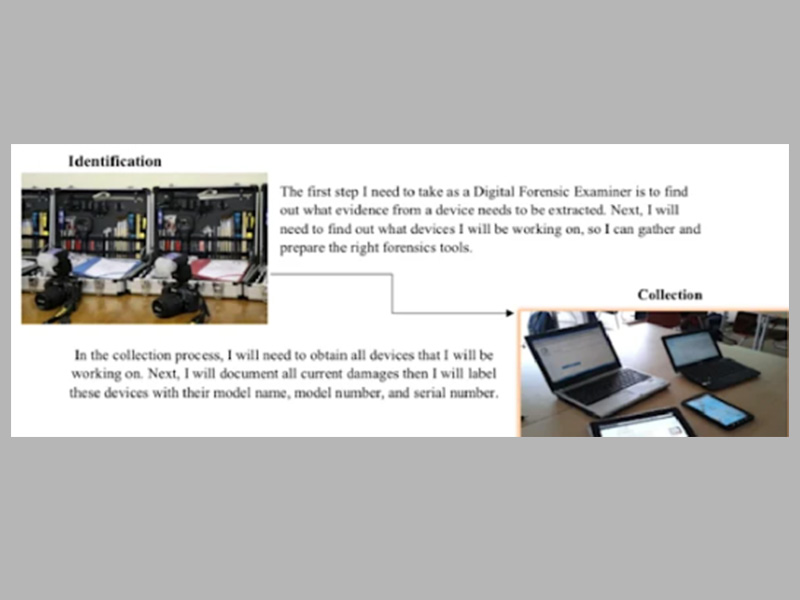 Identification
The first step I need to take as a Digital Forensic Examiner is to find
out what evidence from a device needs to be extracted. Next, I will
need to find out what devices I will be working on, so I can gather and
prepare the right forensics tools.
Collection
In the collection process, I will need to obtain all devices that I will be
working on. Next, I will document all current damages then I will label
these devices with their model name, model number, and serial number.